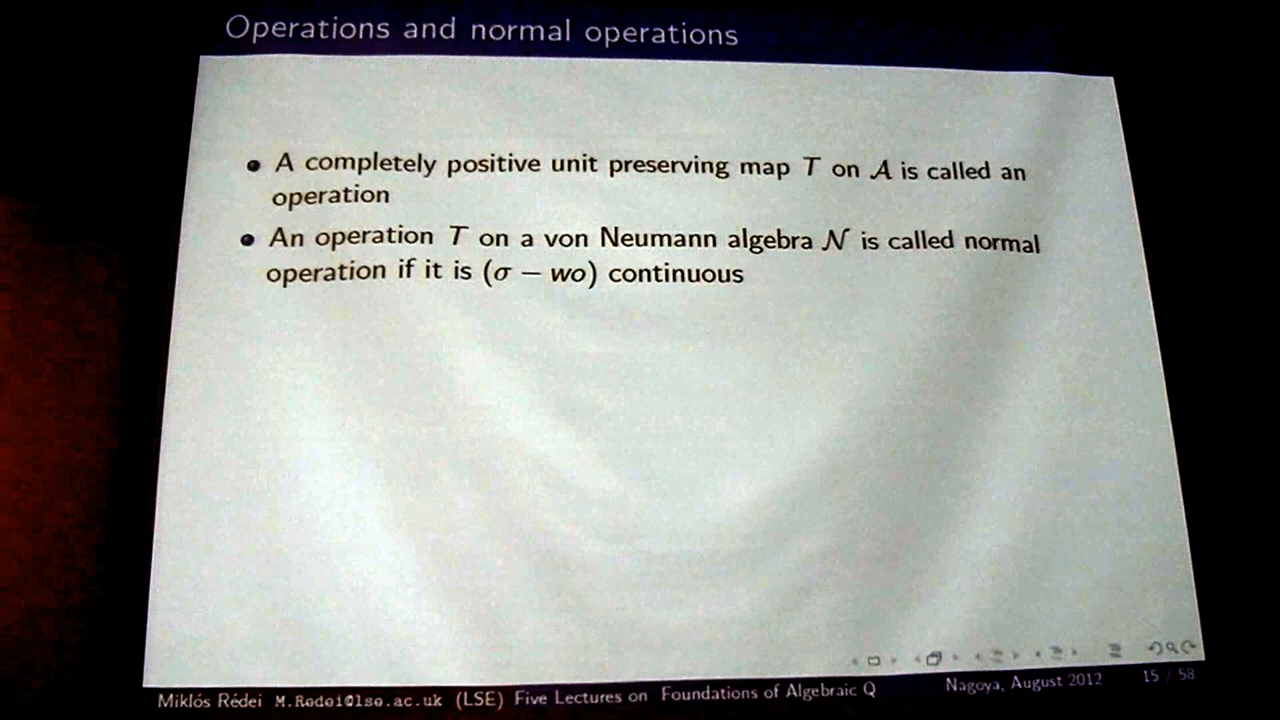 Operations and normal operations
• A completely positive unit preserving map T on 𝒜 is called an
operation
• An operation T on a von Neumann algebra 𝒩 is called normal
operation if it is (σ – wo) continuous
Miklós Rédei M.Redei@lse.ac.uk (LSE) Five Lectures on Foundations of Algebraic Q Nagoya, August 2012 15 / 58